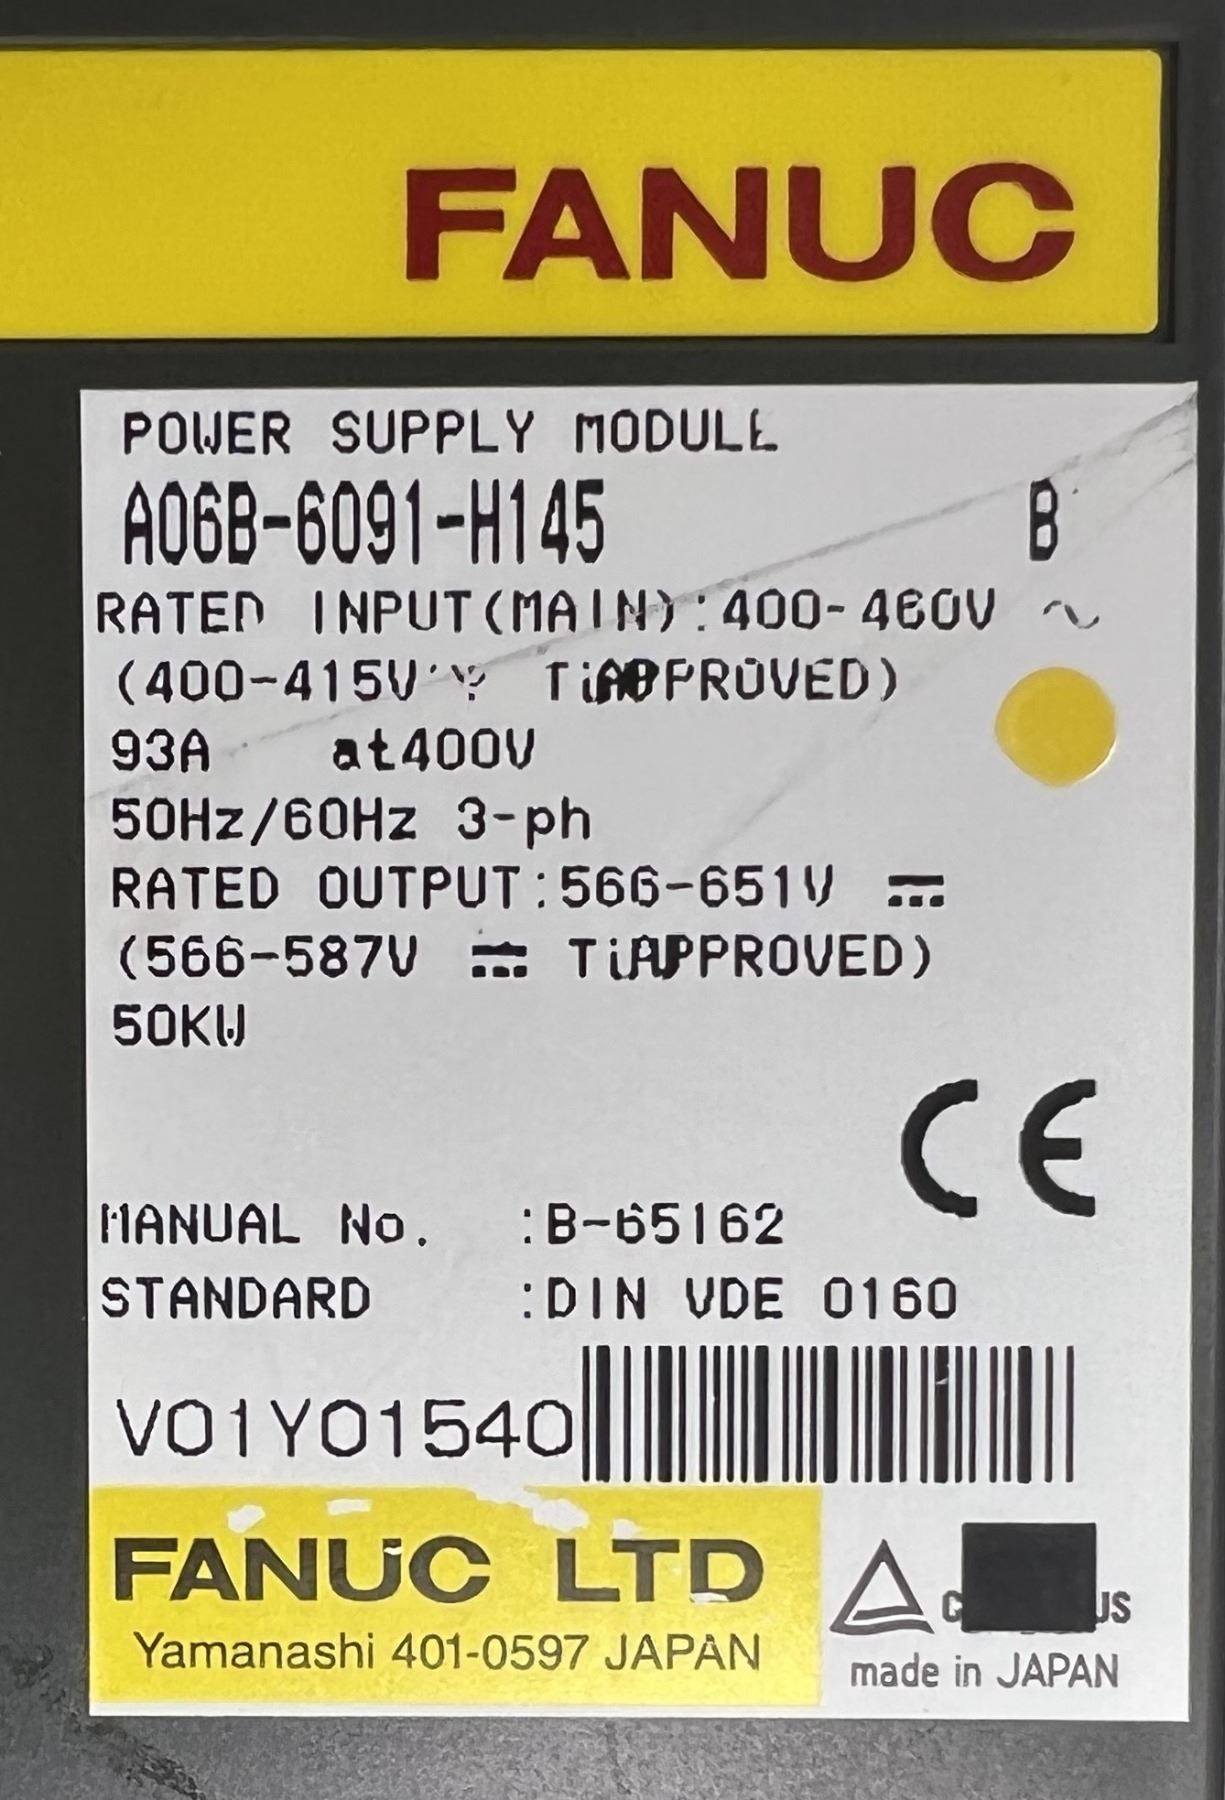 FANUC
POWER SUPPLY MODULE
A06B-6091-H145 B
RATED INPUT(MAIN):400-460V ~
(400-415V APPROVED)
93A at400V
50Hz/60Hz 3-ph
RATED OUTPUT:566-651V ⎓
(566-587V ⎓ TüAPPROVED)
50KW
CE
MANUAL No. :B-65162
STANDARD :DIN VDE 0160
V01Y01540
FANUC LTD
Yamanashi 401-0597 JAPAN
US
made in JAPAN